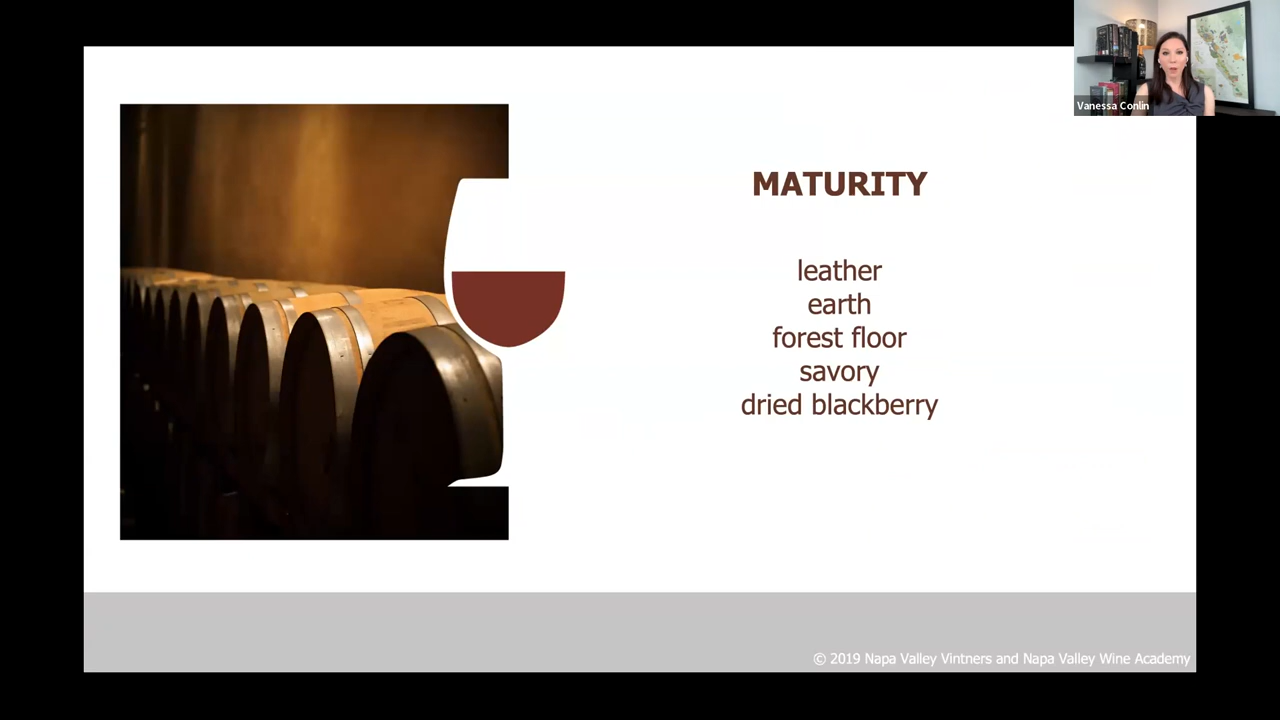 Vanessa Conlin
MATURITY
leather
earth
forest floor
savory
dried blackberry
© 2019 Napa Valley Vintners and Napa Valley Wine Academy